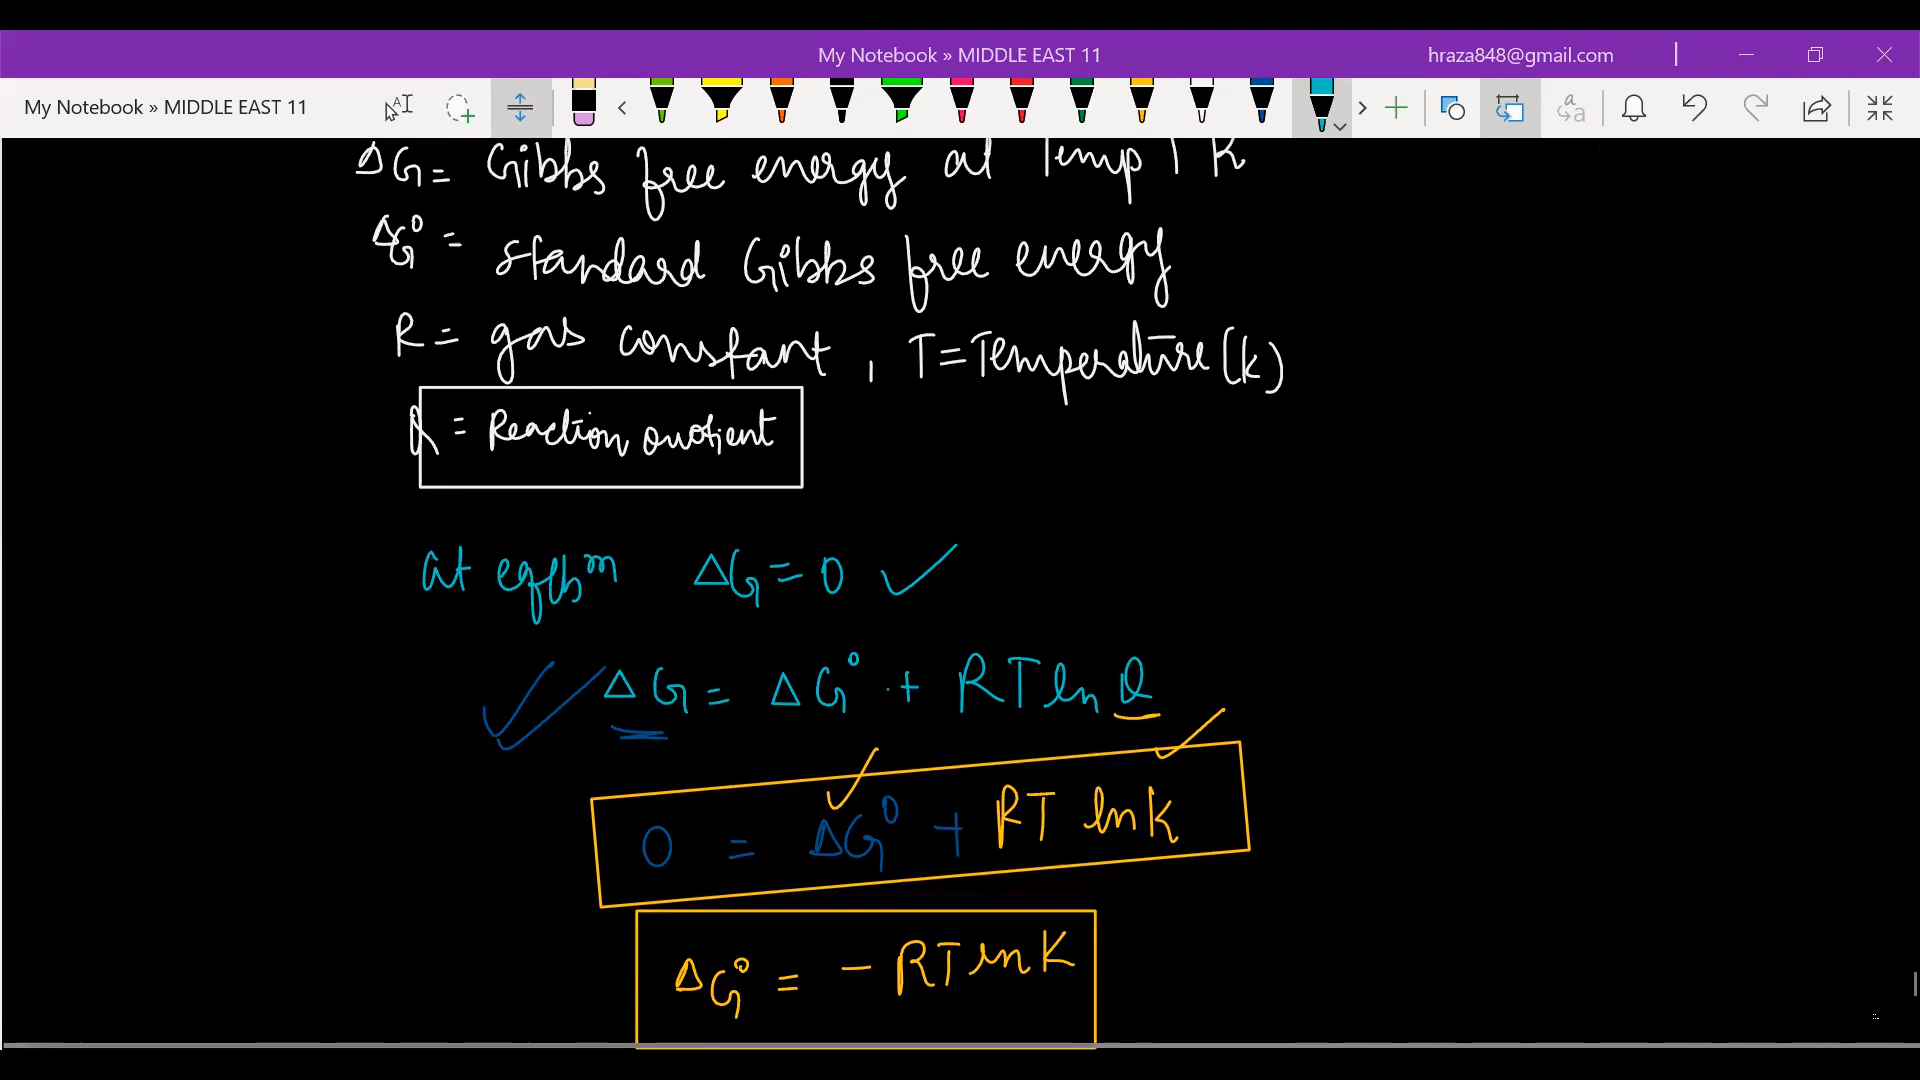 My Notebook » MIDDLE EAST 11
hraza848@gmail.com
My Notebook » MIDDLE EAST 11
ΔG = Gibbs free energy at Temp T K
ΔG° = standard Gibbs free energy
R = gas constant, T = Temperature (K)
Q = Reaction Quotient
at eqbᵐ ΔG = 0 ✓
ΔG = ΔG° + RT ln Q
0 = ΔG° + RT ln K
ΔG° = - RT ln K